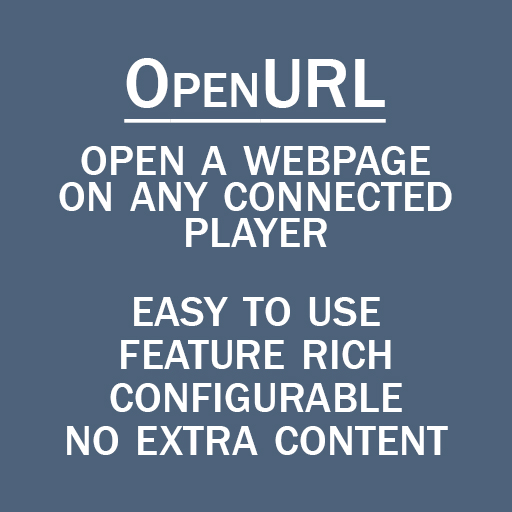 OpenURL
OPEN A WEBPAGE
ON ANY CONNECTED
PLAYER
EASY TO USE
FEATURE RICH
CONFIGURABLE
NO EXTRA CONTENT